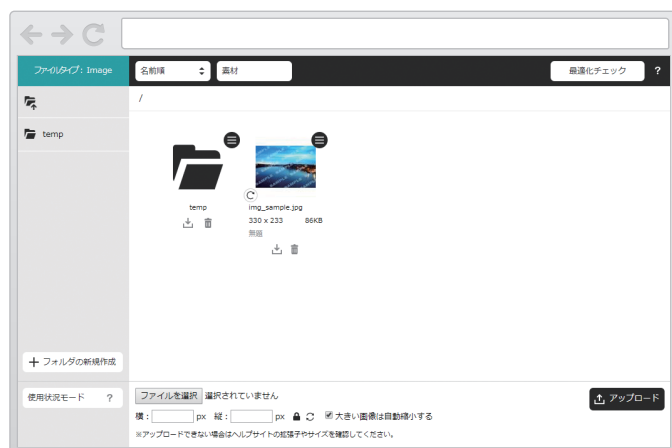 ファイルタイプ: Image
名前順
素材
最適化チェック
?
/
temp
temp
img_sample.jpg
330 x 233 86KB
無題
フォルダの新規作成
使用状況モード ?
ファイルを選択 選択されていません
アップロード
横: px 縦: px 大きい画像は自動縮小する
※アップロードできない場合はヘルプサイトの拡張子やサイズを確認してください。